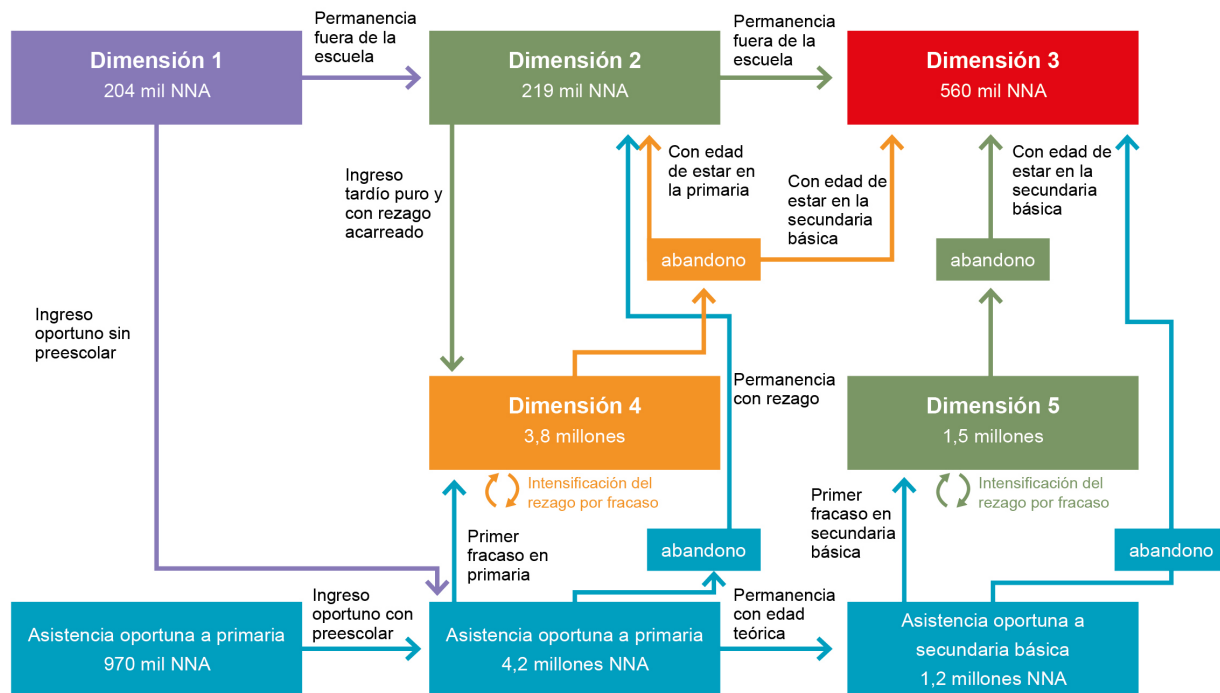 Dimensión 1
204 mil NNA
Permanencia
fuera de la
escuela
Dimensión 2
219 mil NNA
Permanencia
fuera de la
escuela
Dimensión 3
560 mil NNA
Ingreso
tardío puro y
con rezago
acarreado
Con edad
de estar en
la primaria
Con edad de
estar en la
secundaria
básica
Con edad de
estar en la
secundaria
básica
abandono
abandono
Ingreso
oportuno sin
preescolar
Dimensión 4
3,8 millones
Permanencia
con rezago
Dimensión 5
1,5 millones
Intensificación del
rezago por fracaso
Intensificación del
rezago por fracaso
Primer
fracaso en
primaria
abandono
Primer
fracaso en
secundaria
básica
abandono
Asistencia oportuna a primaria
970 mil NNA
Ingreso
oportuno con
preescolar
Asistencia oportuna a primaria
4,2 millones NNA
Permanencia
con edad
teórica
Asistencia oportuna a
secundaria básica
1,2 millones NNA